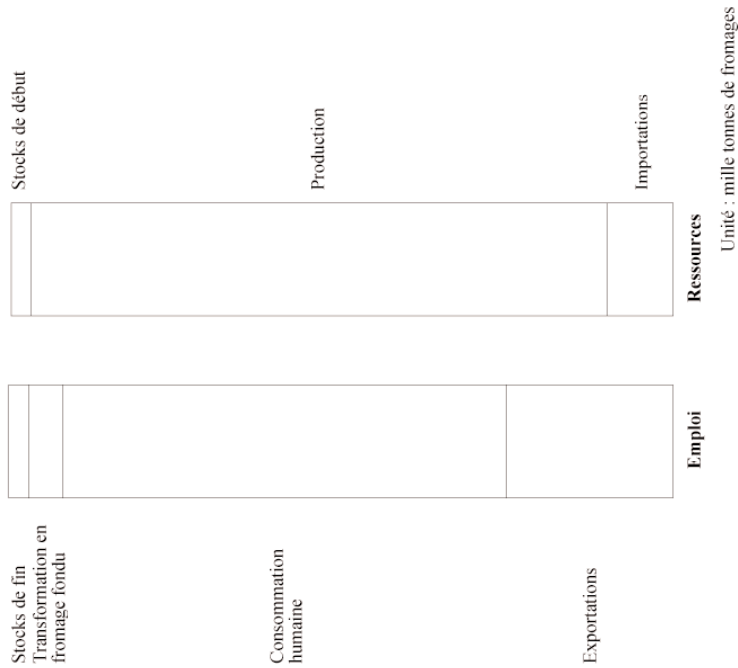 Stocks de début
Production
Importations
Ressources
Unité : mille tonnes de fromages
Emploi
Stocks de fin
Transformation en
fromage fondu
Consommation
humaine
Exportations